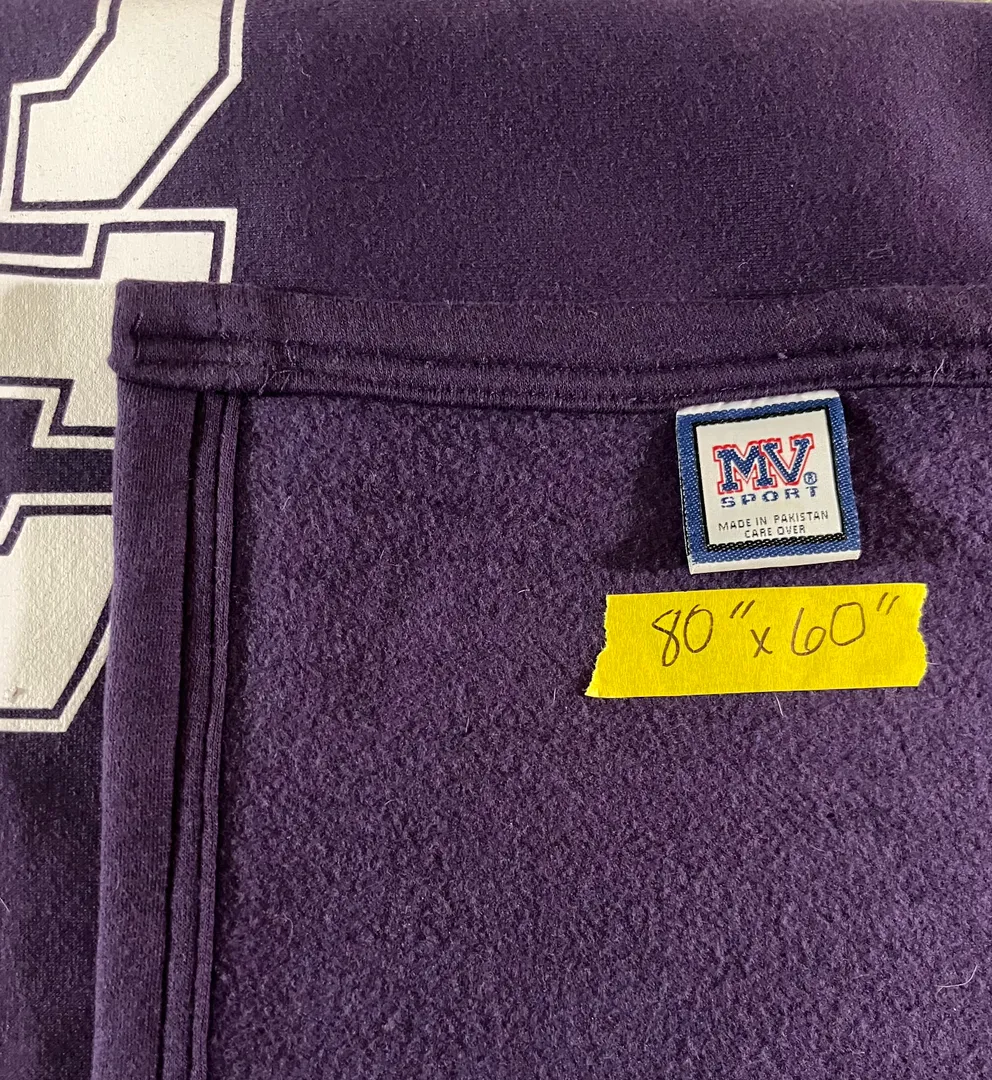 MV®
SPORT
MADE IN PAKISTAN
CARE OVER
80" x 60"